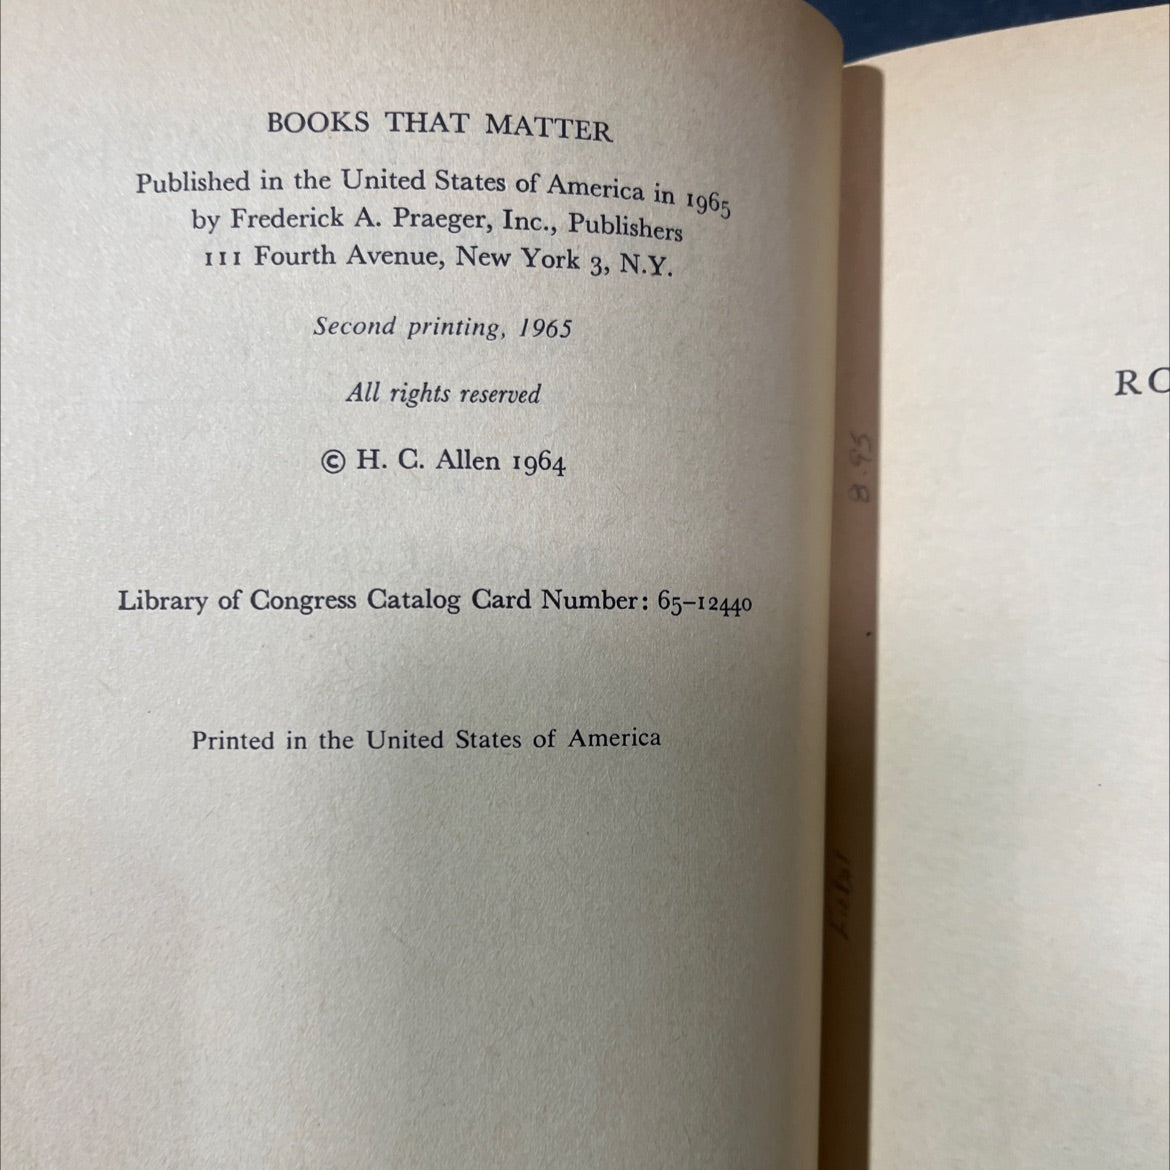 BOOKS THAT MATTER
Published in the United States of America in 1965
by Frederick A. Praeger, Inc., Publishers
111 Fourth Avenue, New York 3, N.Y.
Second printing, 1965
All rights reserved
© H. C. Allen 1964
Library of Congress Catalog Card Number: 65–12440
Printed in the United States of America
RO
8.95